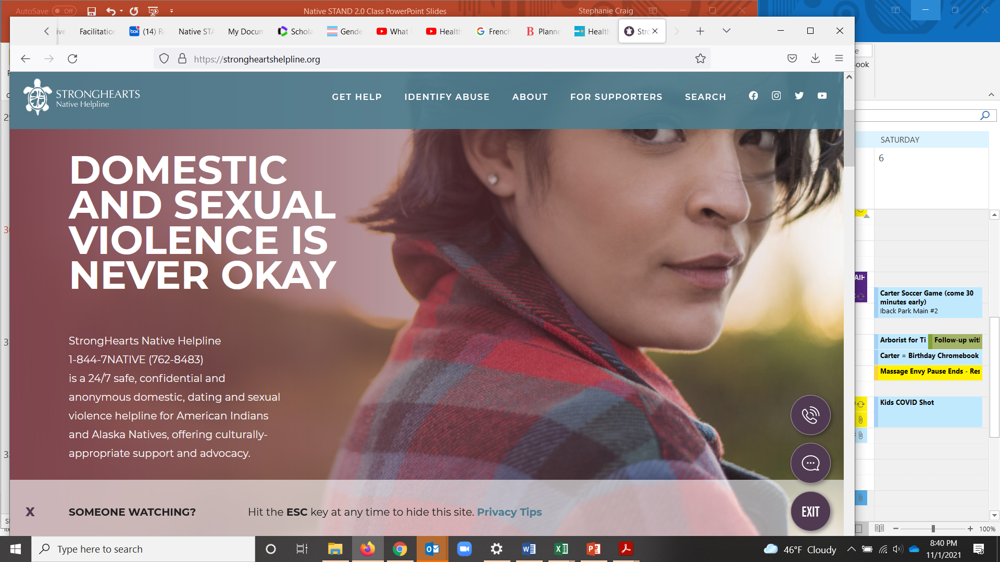 AutoSave Off
Native STAND 2.0 Class PowerPoint Slides
Stephanie Craig
Facilitation
box (14) R
Native STA
My Docum
Schola
Gende
What
Health
French
B Planne
Health
Stro
https://strongheartshelpline.org
STRONGHEARTS
Native Helpline
GET HELP
IDENTIFY ABUSE
ABOUT
FOR SUPPORTERS
SEARCH
DOMESTIC
AND SEXUAL
VIOLENCE IS
NEVER OKAY
StrongHearts Native Helpline
1-844-7NATIVE (762-8483)
is a 24/7 safe, confidential and
anonymous domestic, dating and sexual
violence helpline for American Indians
and Alaska Natives, offering culturally-
appropriate support and advocacy.
EXIT
X
SOMEONE WATCHING?
Hit the ESC key at any time to hide this site. Privacy Tips
ook
SATURDAY
6
AIH
Carter Soccer Game (come 30
minutes early)
Iback Park Main #2
Arborist for Ti
Follow-up wit
Carter = Birthday Chromebook
Massage Envy Pause Ends - Res
Kids COVID Shot
100%
Type here to search
46°F Cloudy
8:40 PM
11/1/2021